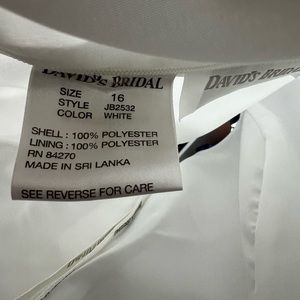 DAVID'S BRIDAL
SIZE 16
STYLE JB2532
COLOR WHITE
SHELL : 100% POLYESTER
LINING : 100% POLYESTER
RN 84270
MADE IN SRI LANKA
SEE REVERSE FOR CARE
DAVID'S BRIDAL